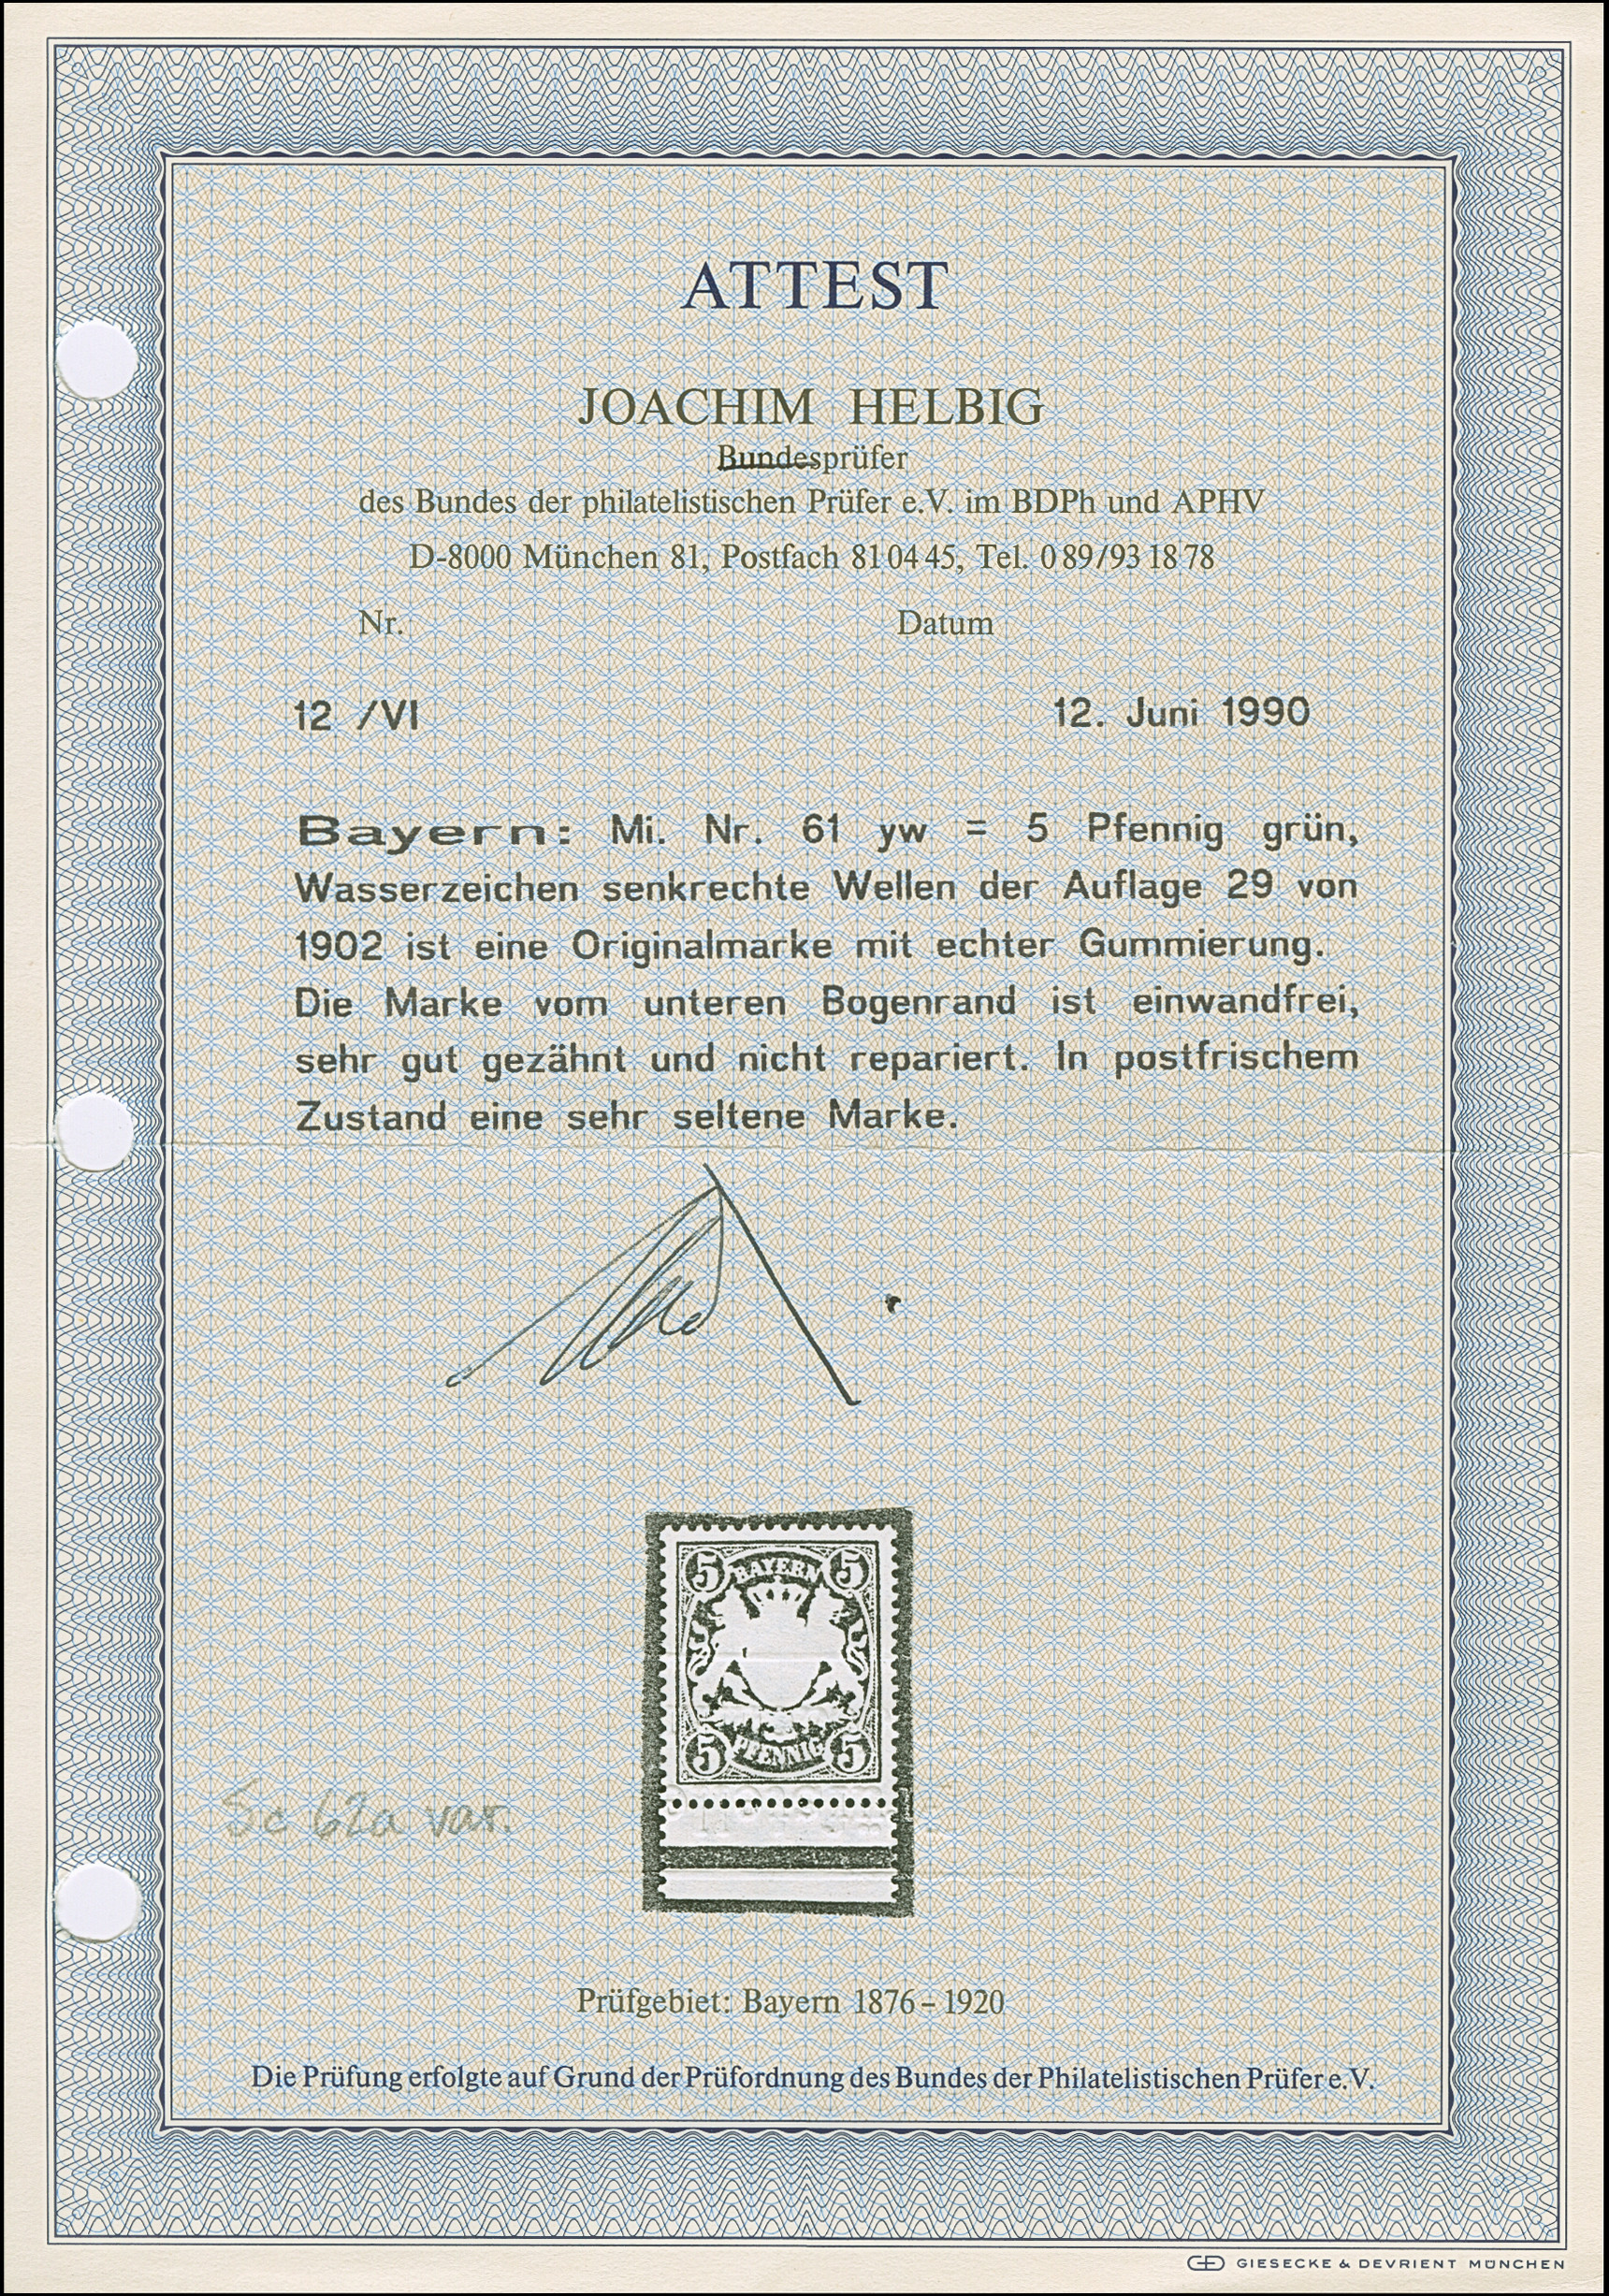 ATTEST
JOACHIM HELBIG
Bundesprüfer
des Bundes der philatelistischen Prüfer e.V. im BDPh und APHV
D-8000 München 81, Postfach 81 04 45, Tel. 0 89/93 18 78
Nr. Datum
12 /VI 12. Juni 1990
Bayern: Mi. Nr. 61 yw = 5 Pfennig grün,
Wasserzeichen senkrechte Wellen der Auflage 29 von
1902 ist eine Originalmarke mit echter Gummierung.
Die Marke vom unteren Bogenrand ist einwandfrei,
sehr gut gezähnt und nicht repariert. In postfrischem
Zustand eine sehr seltene Marke.
5 BAYERN 5
5 PFENNIG 5
Sc 62a var.
Prüfgebiet: Bayern 1876 – 1920
Die Prüfung erfolgte auf Grund der Prüfordnung des Bundes der Philatelistischen Prüfer e.V.
GIESECKE & DEVRIENT MÜNCHEN